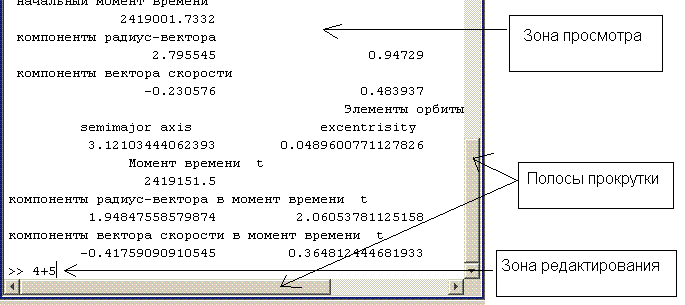 начальный момент времени
2419001.7332
компоненты радиус-вектора
2.795545 0.94729
компоненты вектора скорости
-0.230576 0.483937
Элементы орбиты
semimajor axis excentrisity
3.12103444062393 0.0489600771127826
Момент времени t
2419151.5
компоненты радиус-вектора в момент времени t
1.94847558579874 2.06053781125158
компоненты вектора скорости в момент времени t
-0.41759090910545 0.364812444681933
>> 4+5
Зона просмотра
Полосы прокрутки
Зона редактирования